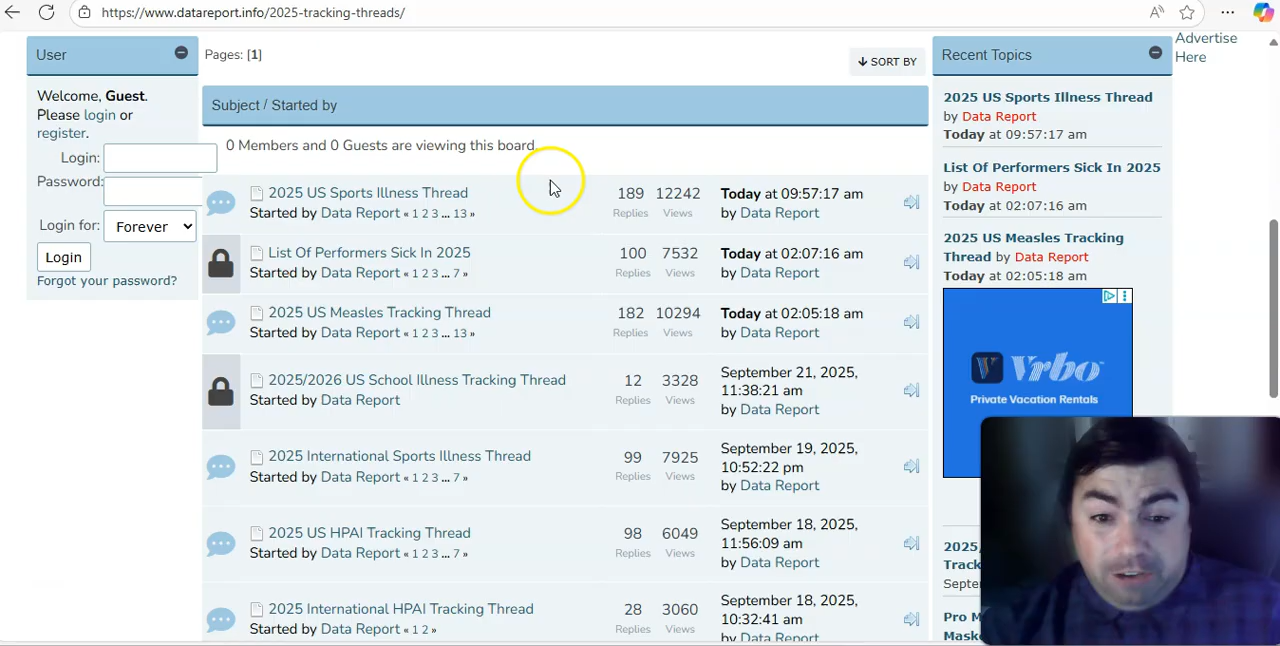 https://www.datareport.info/2025-tracking-threads/
User
Welcome, Guest.
Please login or
register.
Login:
Password:
Login for: Forever
Login
Forgot your password?
Pages: [1]
SORT BY
Subject / Started by
0 Members and 0 Guests are viewing this board.
2025 US Sports Illness Thread
Started by Data Report « 1 2 3 ... 13 »
189 Replies
12242 Views
Today at 09:57:17 am
by Data Report
List Of Performers Sick In 2025
Started by Data Report « 1 2 3 ... 7 »
100 Replies
7532 Views
Today at 02:07:16 am
by Data Report
2025 US Measles Tracking Thread
Started by Data Report « 1 2 3 ... 13 »
182 Replies
10294 Views
Today at 02:05:18 am
by Data Report
2025/2026 US School Illness Tracking Thread
Started by Data Report
12 Replies
3328 Views
September 21, 2025,
11:38:21 am
by Data Report
2025 International Sports Illness Thread
Started by Data Report « 1 2 3 ... 7 »
99 Replies
7925 Views
September 19, 2025,
10:52:22 pm
by Data Report
2025 US HPAI Tracking Thread
Started by Data Report « 1 2 3 ... 7 »
98 Replies
6049 Views
September 18, 2025,
11:56:09 am
by Data Report
2025 International HPAI Tracking Thread
Started by Data Report « 1 2 »
28 Replies
3060 Views
September 18, 2025,
10:32:41 am
by Data Report
Recent Topics
2025 US Sports Illness Thread
by Data Report
Today at 09:57:17 am
List Of Performers Sick In 2025
by Data Report
Today at 02:07:16 am
2025 US Measles Tracking
Thread by Data Report
Today at 02:05:18 am
Vrbo
Private Vacation Rentals
2025/
Track
Septe
Pro M
Maske
Advertise
Here